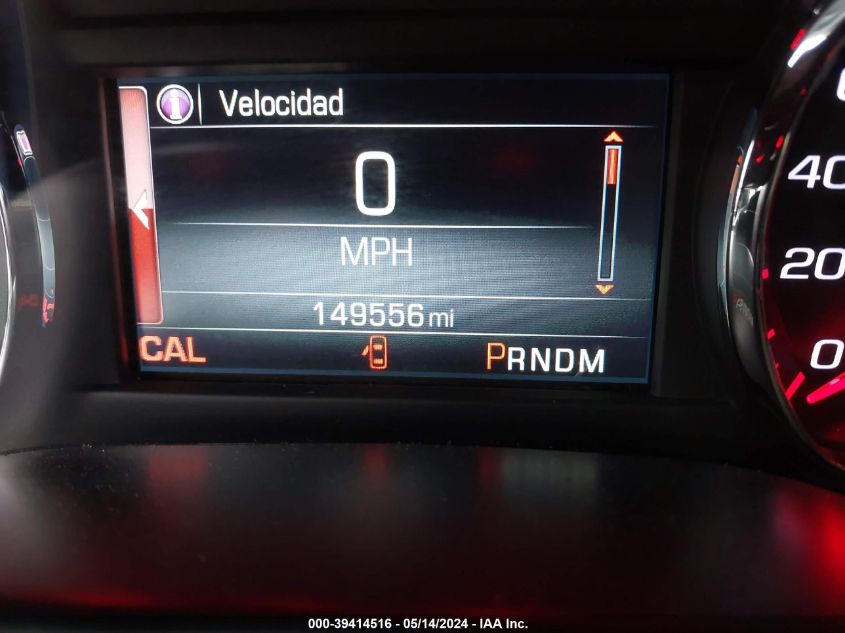 i Velocidad
0
MPH
149556 mi
CAL PRNDM
40
20
0
000-39414516 - 05/14/2024 - IAA Inc.